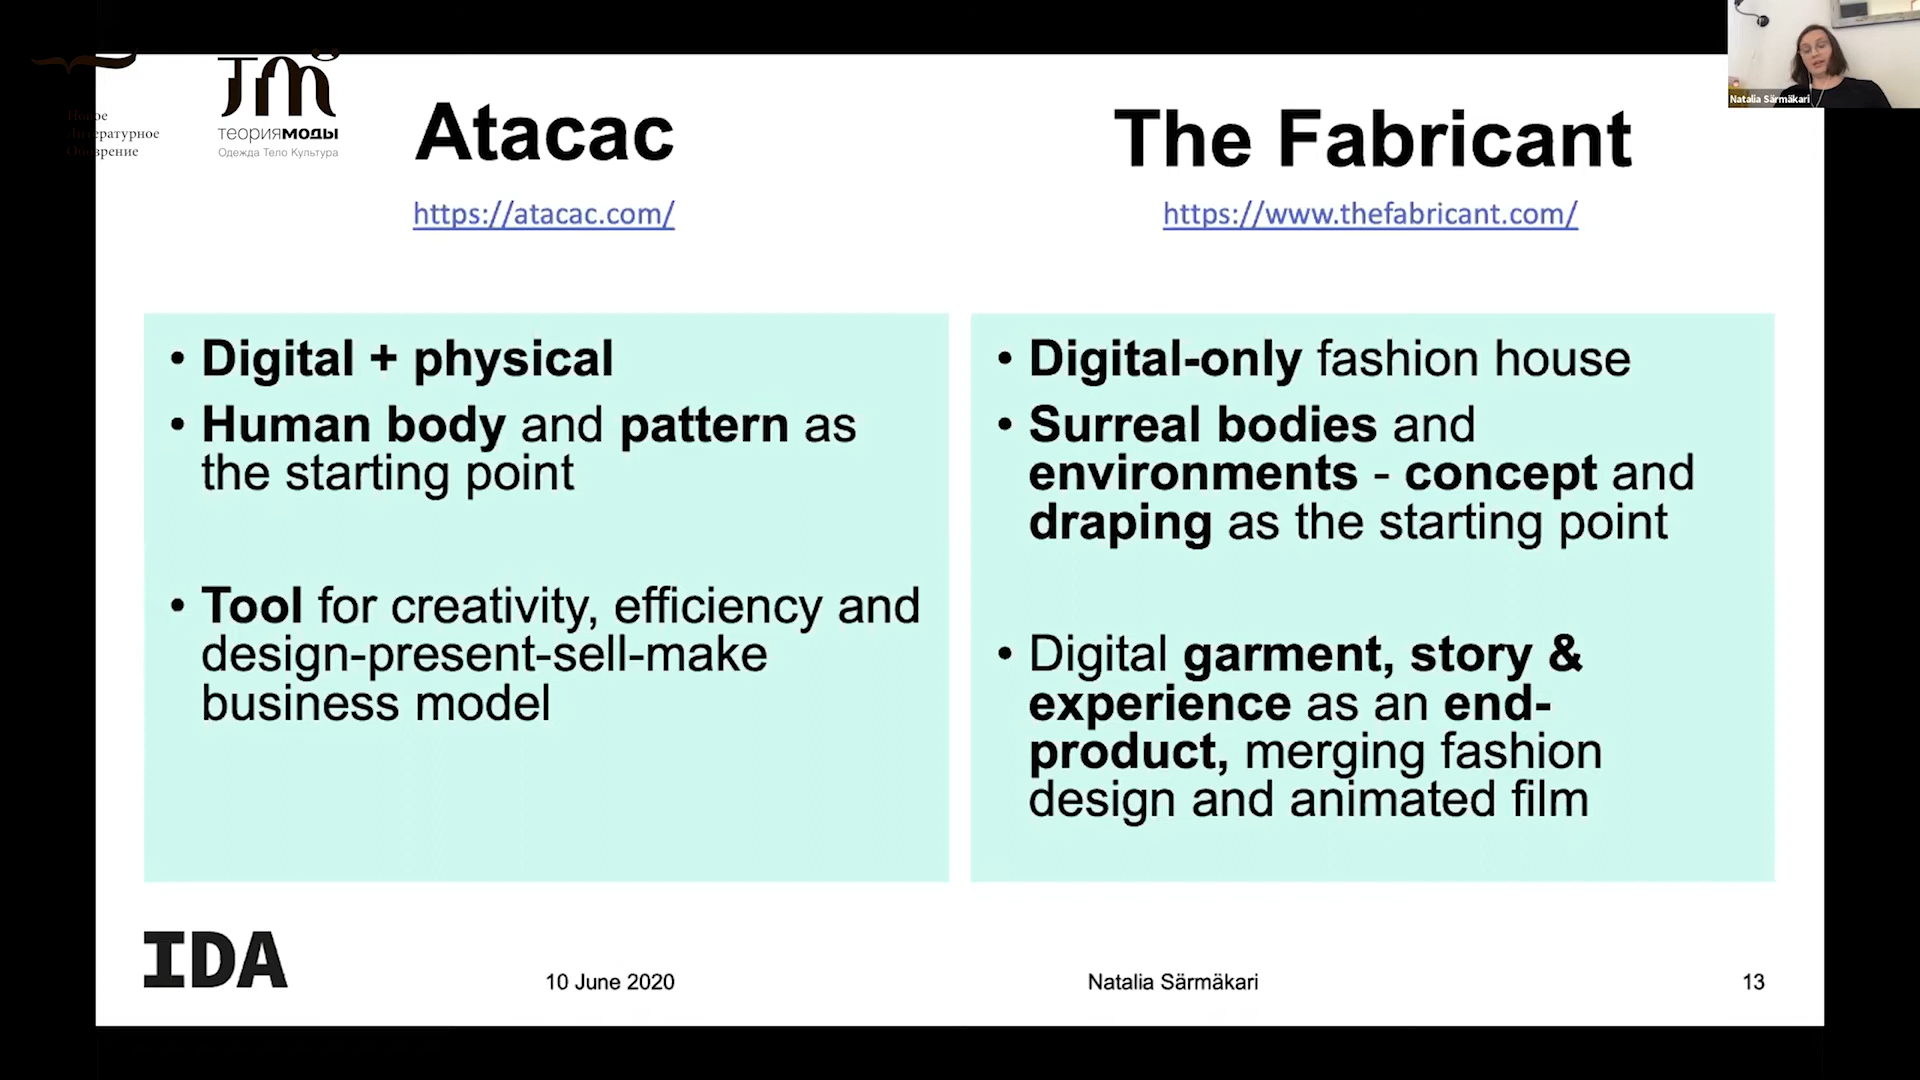 Новое
Литературное
Обозрение
ТМ
ТЕОРИЯМОДЫ
Одежда Тело Культура
Natalia Särmäkari
Atacac
https://atacac.com/
The Fabricant
https://www.thefabricant.com/
• Digital + physical
• Human body and pattern as
the starting point
• Tool for creativity, efficiency and
design-present-sell-make
business model
• Digital-only fashion house
• Surreal bodies and
environments - concept and
draping as the starting point
• Digital garment, story &
experience as an end-
product, merging fashion
design and animated film
IDA
10 June 2020
Natalia Särmäkari
13